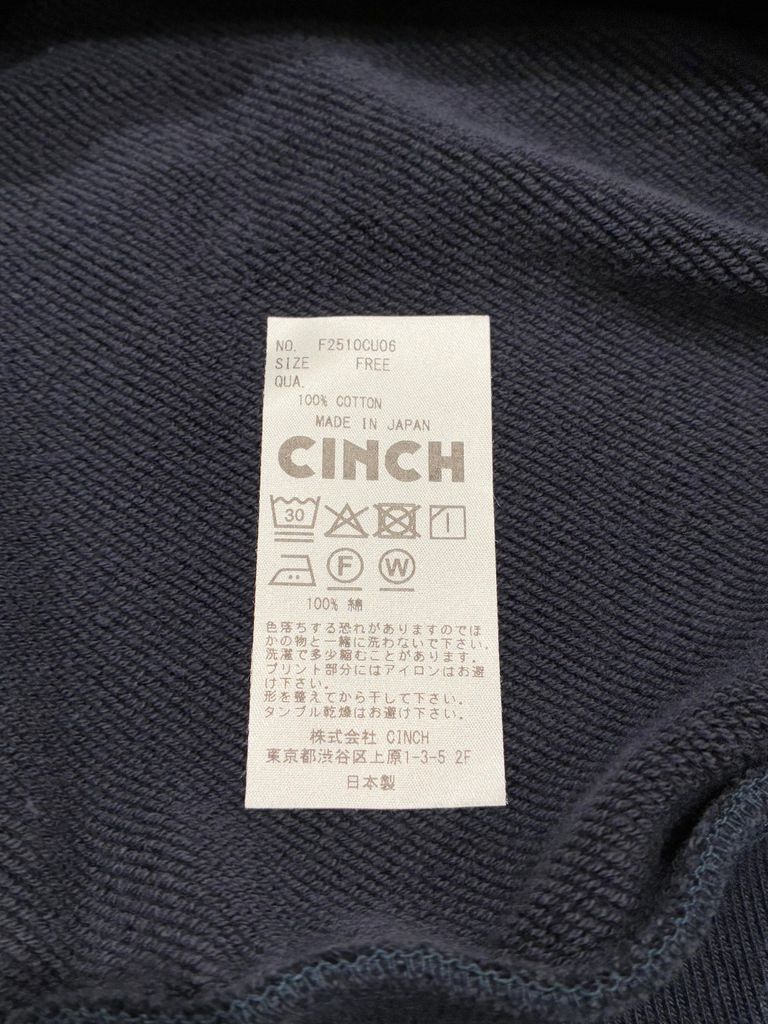 NO. F2510CU06
SIZE FREE
QUA.
100% COTTON
MADE IN JAPAN
CINCH
30
F W
100% 綿
色落ちする恐れがありますのでほ
かの物と一緒に洗わないで下さい.
洗濯で多少縮むことがあります.
プリント部分にはアイロンはお避
け下さい.
形を整えてから干して下さい.
タンブル乾燥はお避け下さい.
株式会社 CINCH
東京都渋谷区上原1-3-5 2F
日本製